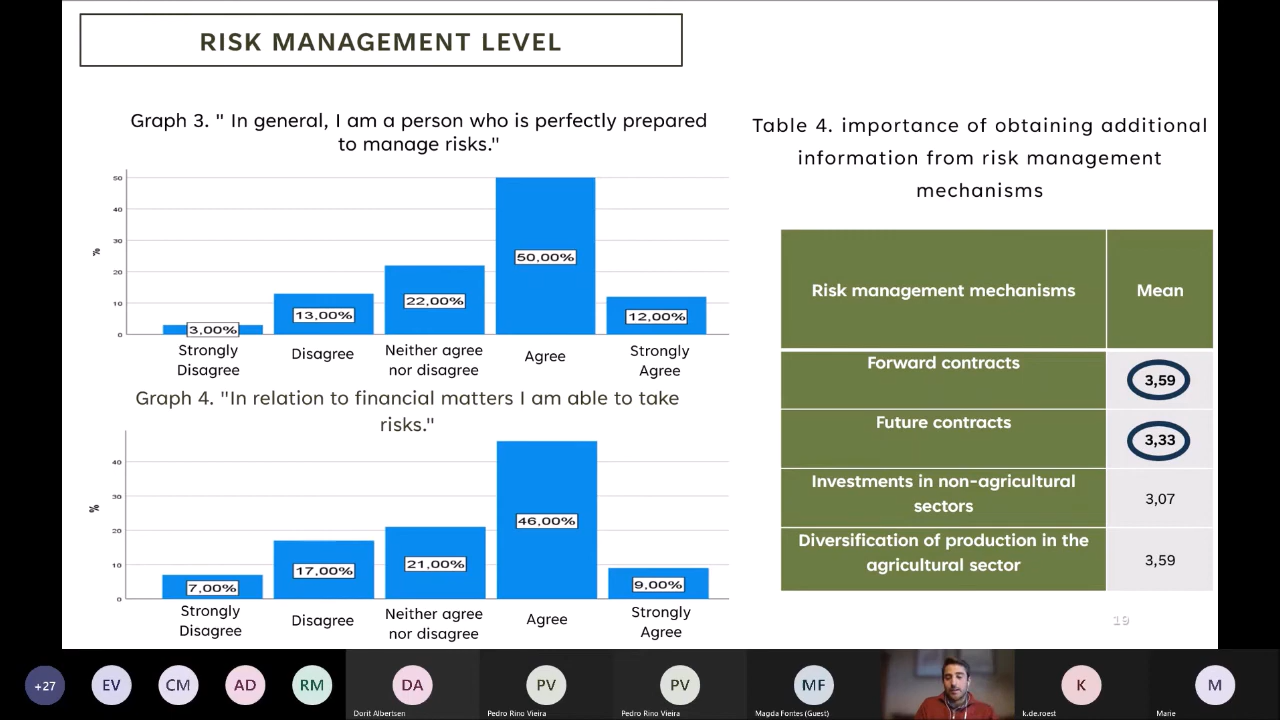 RISK MANAGEMENT LEVEL
Graph 3. " In general, I am a person who is perfectly prepared
to manage risks."
%
50
40
30
20
10
0
3,00%
13,00%
22,00%
50,00%
12,00%
Strongly
Disagree
Disagree
Neither agree
nor disagree
Agree
Strongly
Agree
Graph 4. "In relation to financial matters I am able to take
risks."
%
40
30
20
10
0
7,00%
17,00%
21,00%
46,00%
9,00%
Strongly
Disagree
Disagree
Neither agree
nor disagree
Agree
Strongly
Agree
Table 4. importance of obtaining additional
information from risk management
mechanisms
Risk management mechanisms Mean
Forward contracts 3,59
Future contracts 3,33
Investments in non-agricultural
sectors 3,07
Diversification of production in the
agricultural sector 3,59
19
+27 EV CM AD RM DA PV PV MF K M
Dorit Albertsen Pedro Rino Vieira Pedro Rino Vieira Magda Fontes (Guest) k.de.roest Marie